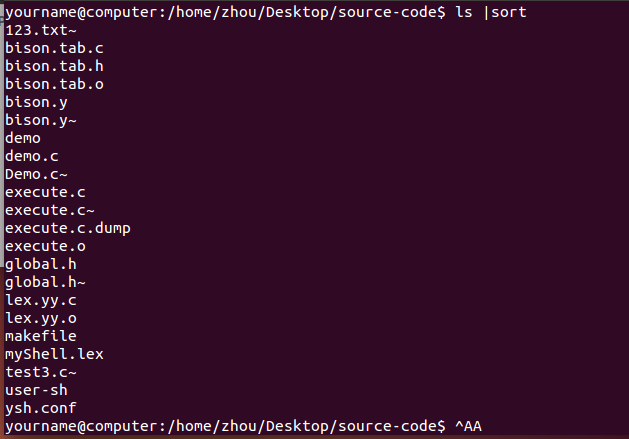 yourname@computer:/home/zhou/Desktop/source-code$ ls |sort
123.txt~
bison.tab.c
bison.tab.h
bison.tab.o
bison.y
bison.y~
demo
demo.c
Demo.c~
execute.c
execute.c~
execute.c.dump
execute.o
global.h
global.h~
lex.yy.c
lex.yy.o
makefile
myShell.lex
test3.c~
user-sh
ysh.conf
yourname@computer:/home/zhou/Desktop/source-code$ ^AA